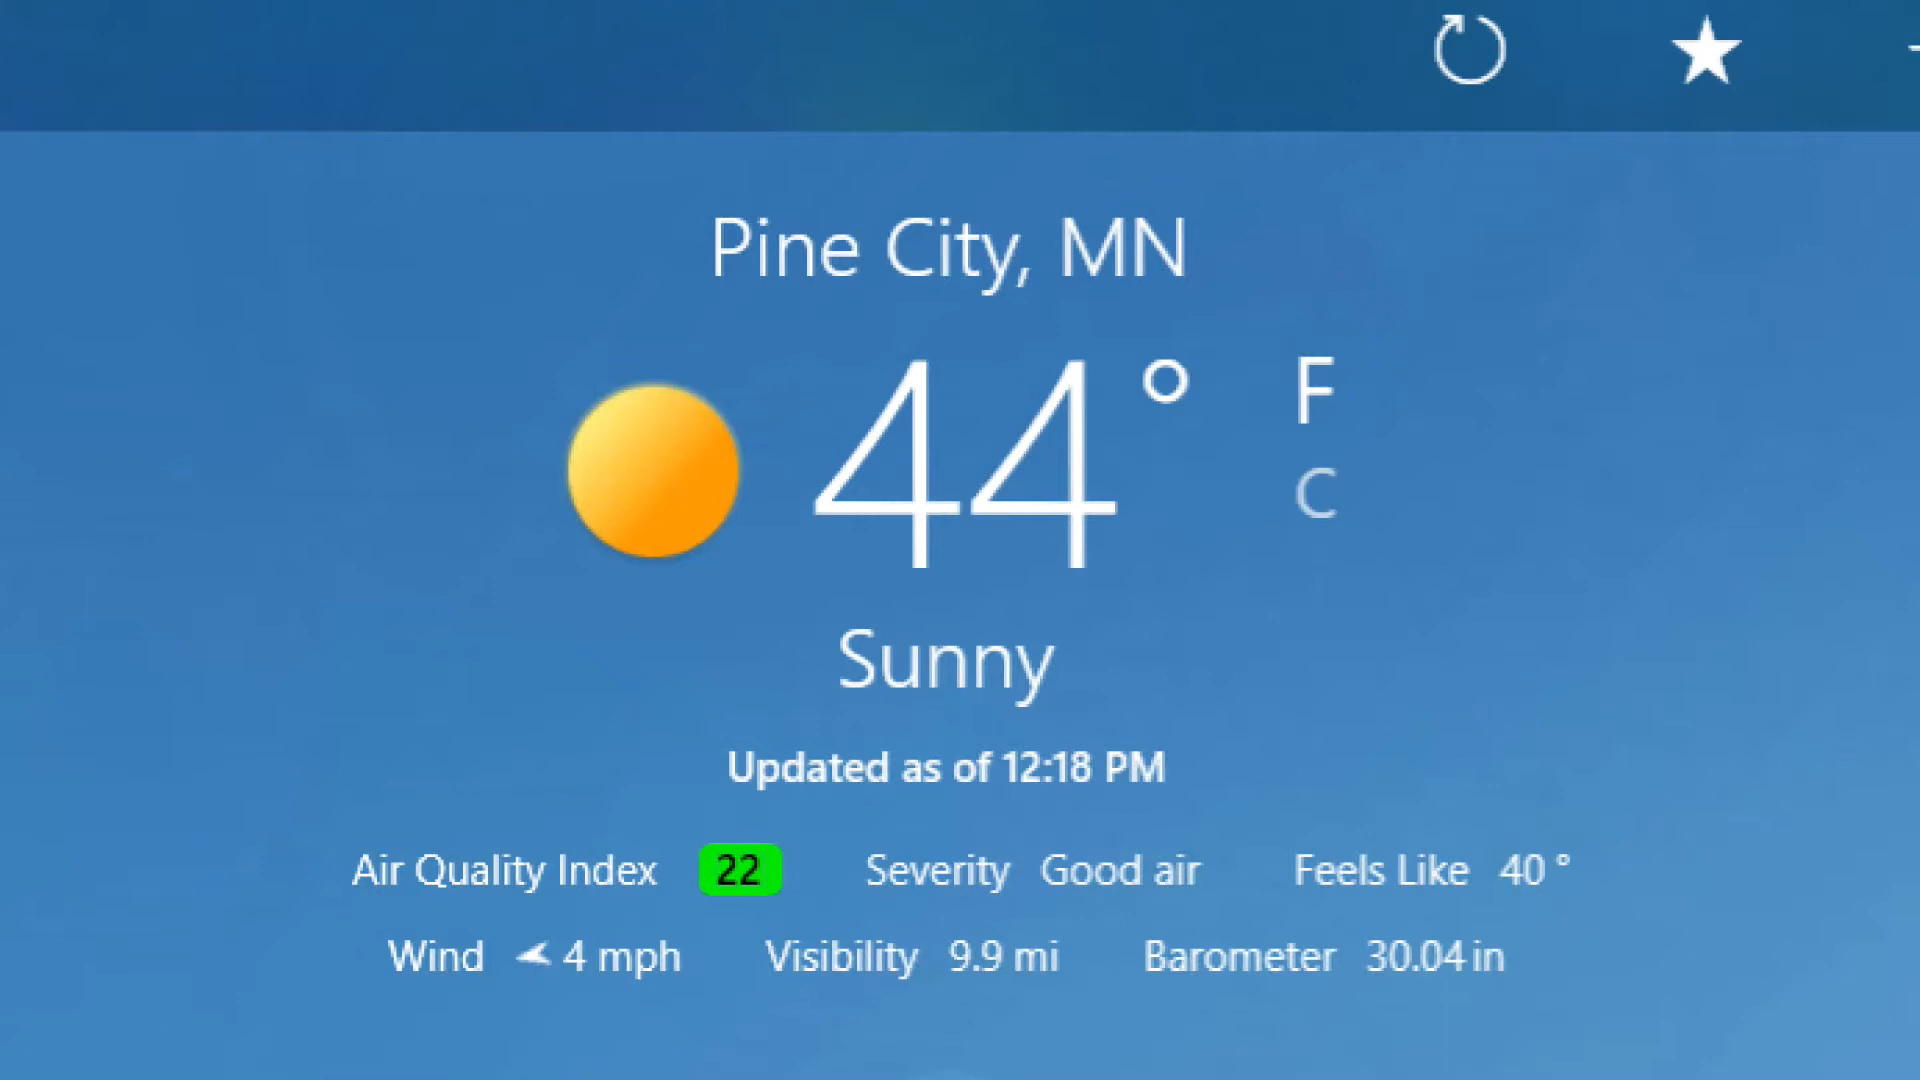 Pine City, MN
44° F
C
Sunny
Updated as of 12:18 PM
Air Quality Index 22 Severity Good air Feels Like 40 °
Wind 4 mph Visibility 9.9 mi Barometer 30.04 in